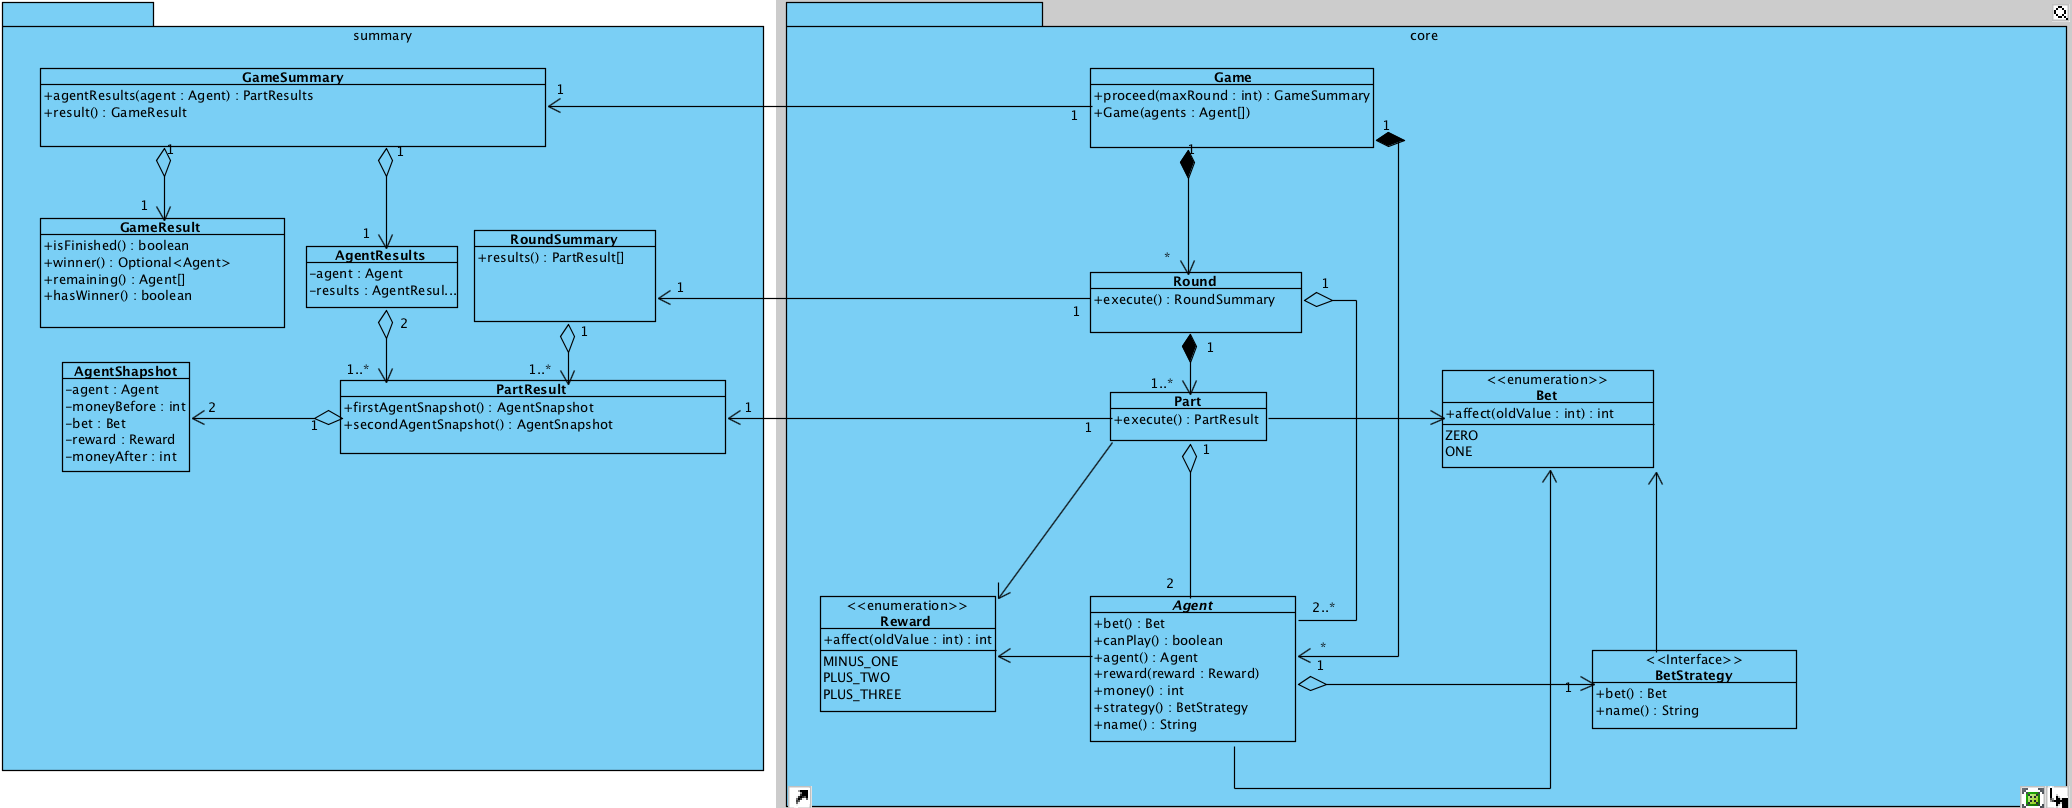 summary
GameSummary
+agentResults(agent : Agent) : PartResults
+result() : GameResult
1
1
1
1
GameResult
+isFinished() : boolean
+winner() : Optional<Agent>
+remaining() : Agent[]
+hasWinner() : boolean
1
1
AgentResults
-agent : Agent
-results : AgentResul...
RoundSummary
+results() : PartResult[]
1
1
2
1
1..*
1..*
AgentShapshot
-agent : Agent
-moneyBefore : int
-bet : Bet
-reward : Reward
-moneyAfter : int
2
1
PartResult
+firstAgentSnapshot() : AgentSnapshot
+secondAgentSnapshot() : AgentSnapshot
1
1
core
Game
+proceed(maxRound : int) : GameSummary
+Game(agents : Agent[])
1
1
*
Round
+execute() : RoundSummary
1
1
1..*
Part
+execute() : PartResult
1
2
<<enumeration>>
Bet
+affect(oldValue : int) : int
ZERO
ONE
<<enumeration>>
Reward
+affect(oldValue : int) : int
MINUS_ONE
PLUS_TWO
PLUS_THREE
Agent
+bet() : Bet
+canPlay() : boolean
+agent() : Agent
+reward(reward : Reward)
+money() : int
+strategy() : BetStrategy
+name() : String
2..*
*
1
1
<<Interface>>
BetStrategy
+bet() : Bet
+name() : String